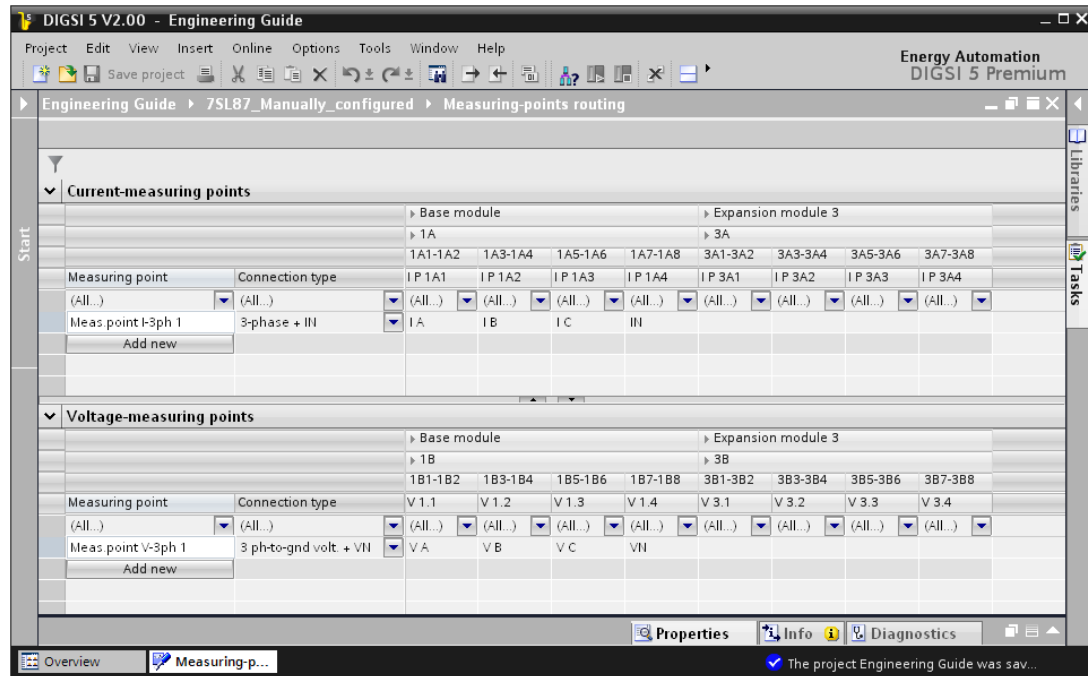 DIGSI 5 V2.00 - Engineering Guide
Project Edit View Insert Online Options Tools Window Help
Energy Automation
DIGSI 5 Premium
Save project
Engineering Guide Measuring-points routing 7SL87_Manually_configured
Start
Libraries
Tasks
Current-measuring points
Base module Expansion module 3
1A 3A
1A1-1A2 1A3-1A4 1A5-1A6 1A7-1A8 3A1-3A2 3A3-3A4 3A5-3A6 3A7-3A8
Measuring point Connection type I P 1A1 I P 1A2 I P 1A3 I P 1A4 I P 3A1 I P 3A2 I P 3A3 I P 3A4
(All...) (All...) (All...) (All...) (All...) (All...) (All...) (All...) (All...) (All...)
Meas.point I-3ph 1 3-phase + IN I A I B I C IN
Add new
Voltage-measuring points
Base module Expansion module 3
1B 3B
1B1-1B2 1B3-1B4 1B5-1B6 1B7-1B8 3B1-3B2 3B3-3B4 3B5-3B6 3B7-3B8
Measuring point Connection type V 1.1 V 1.2 V 1.3 V 1.4 V 3.1 V 3.2 V 3.3 V 3.4
(All...) (All...) (All...) (All...) (All...) (All...) (All...) (All...) (All...) (All...)
Meas.point V-3ph 1 3 ph-to-gnd volt. + VN V A V B V C VN
Add new
Properties Info Diagnostics
Overview Measuring-p... The project Engineering Guide was sav...